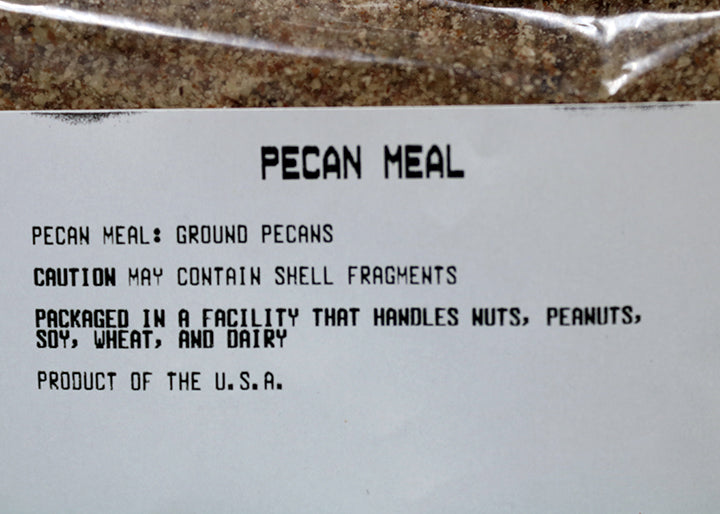 PECAN MEAL
PECAN MEAL: GROUND PECANS
CAUTION MAY CONTAIN SHELL FRAGMENTS
PACKAGED IN A FACILITY THAT HANDLES NUTS, PEANUTS,
SOY, WHEAT, AND DAIRY
PRODUCT OF THE U.S.A.